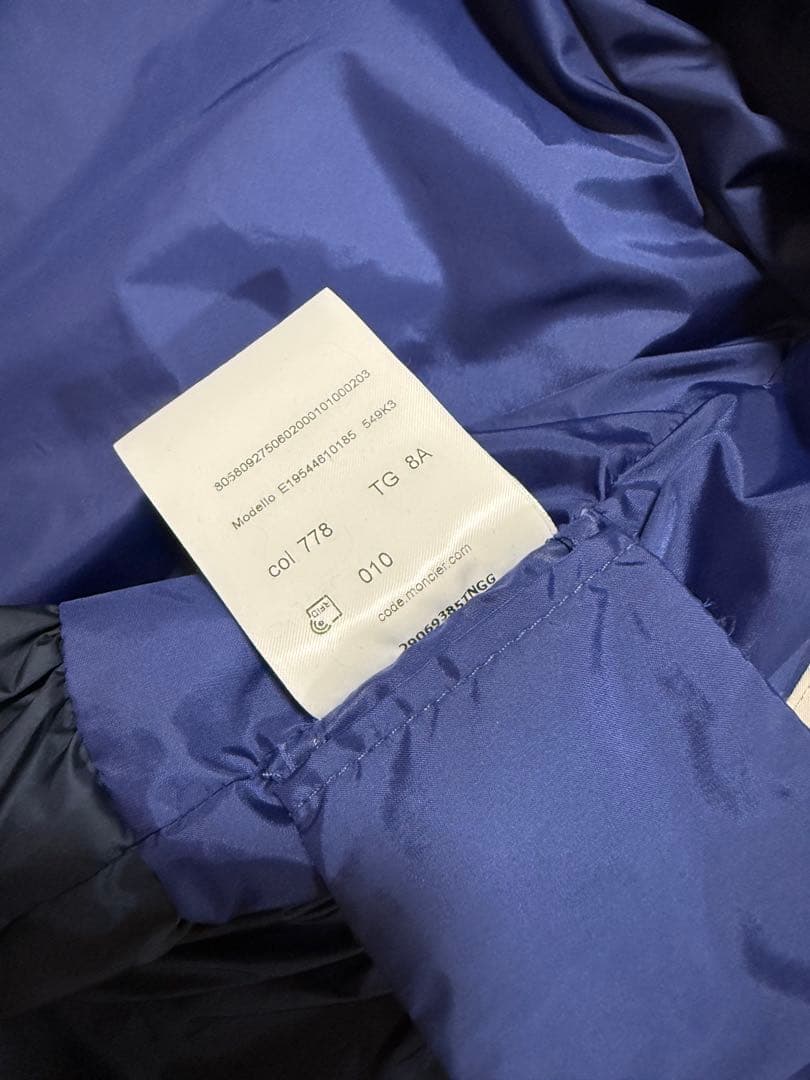 8058092750602000101000203
Modello E19544610185 549K3
col 778 TG 8A
010
code.moncler.com